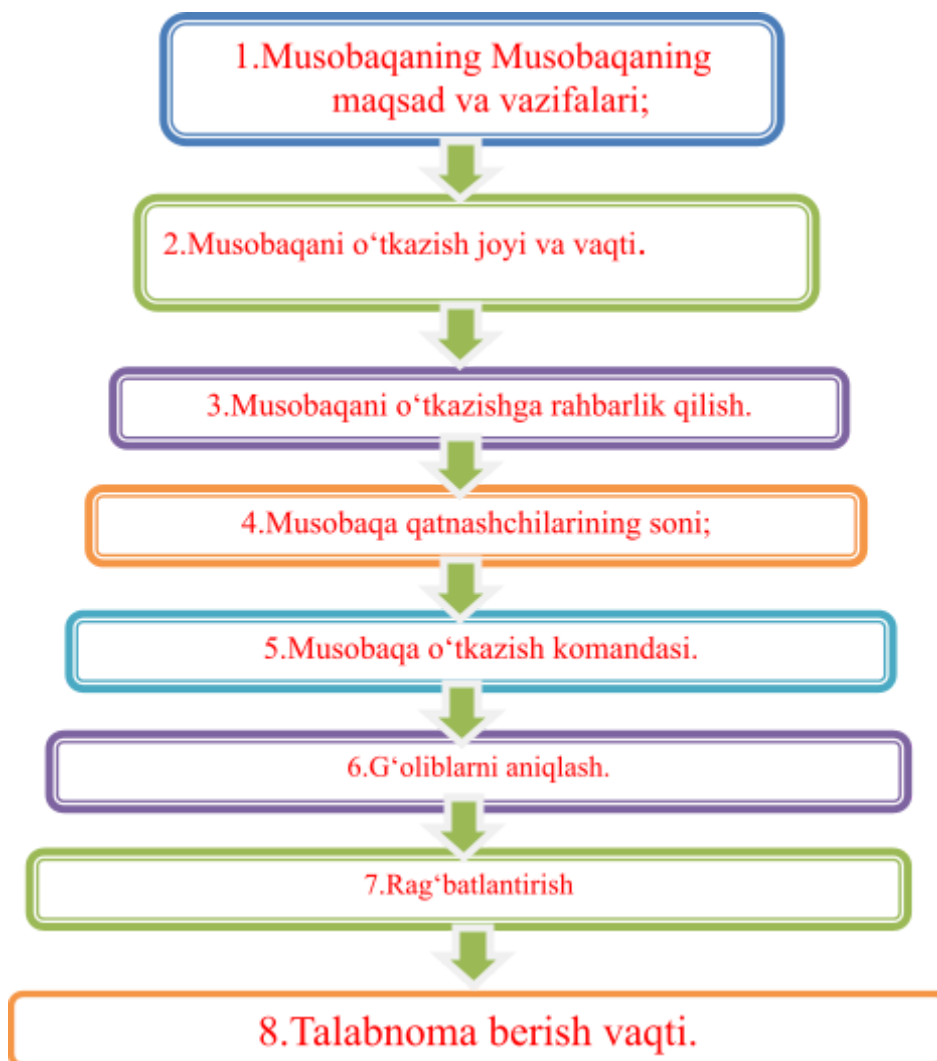 1.Musobaqaning Musobaqaning
maqsad va vazifalari;
2.Musobaqani o‘tkazish joyi va vaqti.
3.Musobaqani o‘tkazishga rahbarlik qilish.
4.Musobaqa qatnashchilarining soni;
5.Musobaqa o‘tkazish komandasi.
6.G‘oliblarni aniqlash.
7.Rag‘batlantirish
8.Talabnoma berish vaqti.